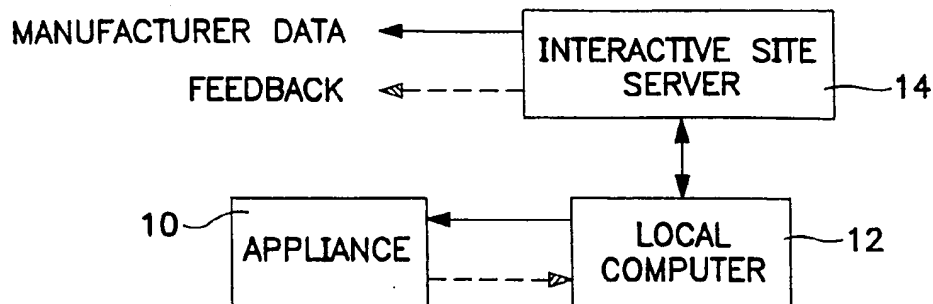 MANUFACTURER DATA
FEEDBACK
INTERACTIVE SITE
SERVER
14
10
APPLIANCE
LOCAL
COMPUTER
12